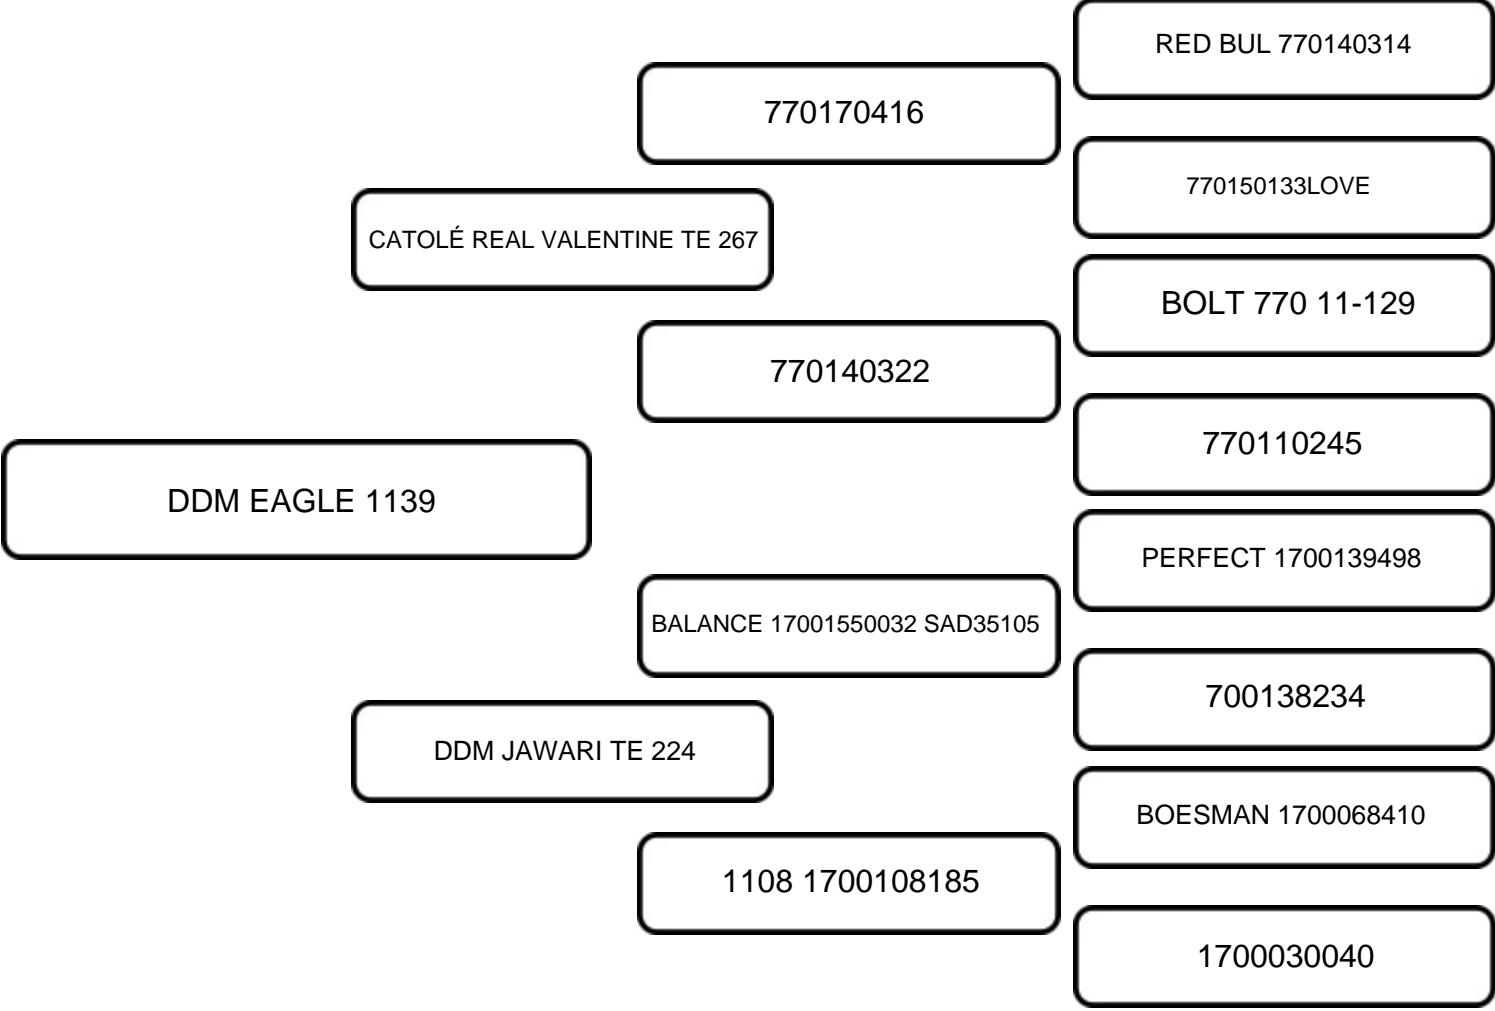 RED BUL 770140314
770170416
770150133LOVE
CATOLÉ REAL VALENTINE TE 267
BOLT 770 11-129
770140322
770110245
DDM EAGLE 1139
PERFECT 1700139498
BALANCE 17001550032 SAD35105
700138234
DDM JAWARI TE 224
BOESMAN 1700068410
1108 1700108185
1700030040